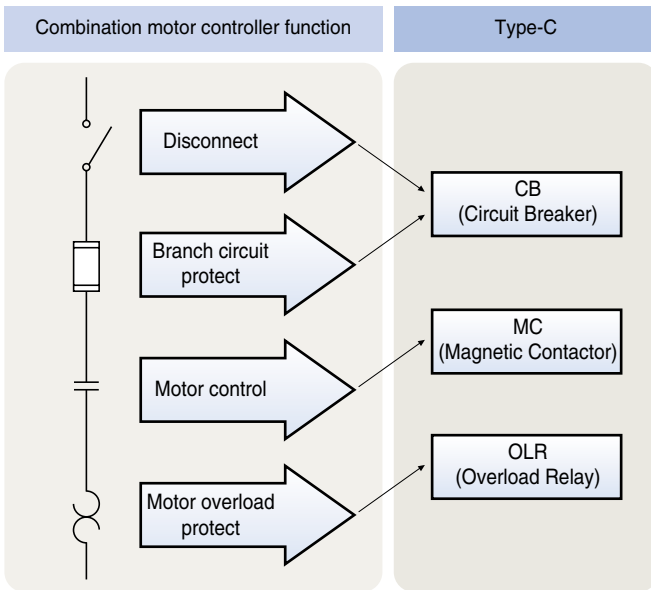 Combination motor controller function
Type-C
Disconnect
Branch circuit
protect
Motor control
Motor overload
protect
CB
(Circuit Breaker)
MC
(Magnetic Contactor)
OLR
(Overload Relay)